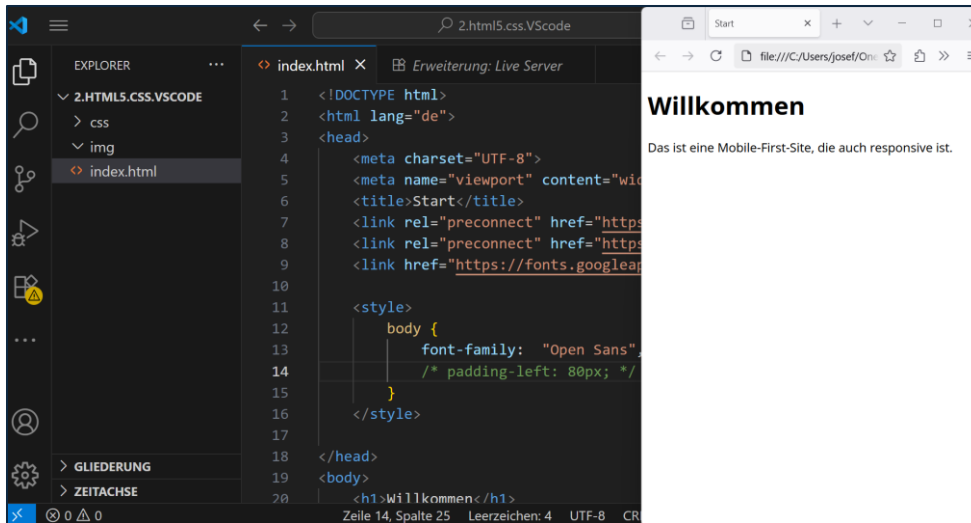 2.html5.css.VScode
EXPLORER
index.html
Erweiterung: Live Server
2.HTML5.CSS.VSCODE
css
img
index.html
GLIEDERUNG
ZEITACHSE
1 <!DOCTYPE html>
2 <html lang="de">
3 <head>
4 <meta charset="UTF-8">
5 <meta name="viewport" content="wid
6 <title>Start</title>
7 <link rel="preconnect" href="https
8 <link rel="preconnect" href="https
9 <link href="https://fonts.googleap
10
11 <style>
12 body {
13 font-family: "Open Sans",
14 /* padding-left: 80px; */
15 }
16 </style>
17
18 </head>
19 <body>
20 <h1>Willkommen</h1>
0 0 Zeile 14, Spalte 25 Leerzeichen: 4 UTF-8
Start
file:///C:/Users/josef/One
Willkommen
Das ist eine Mobile-First-Site, die auch responsive ist.